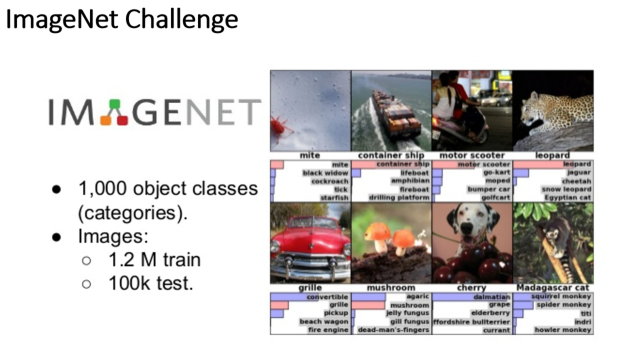 ImageNet Challenge
IMAGENET
● 1,000 object classes
(categories).
● Images:
○ 1.2 M train
○ 100k test.
mite container ship motor scooter leopard
mite container ship motor scooter leopard
black widow lifeboat go-kart jaguar
cockroach amphibian moped cheetah
tick fireboat bumper car snow leopard
starfish drilling platform golfcart Egyptian cat
grille mushroom cherry Madagascar cat
convertible agaric dalmatian squirrel monkey
grille mushroom grape spider monkey
pickup jelly fungus elderberry titi
beach wagon gill fungus ffordshire bullterrier indri
fire engine dead-man's-fingers currant howler monkey